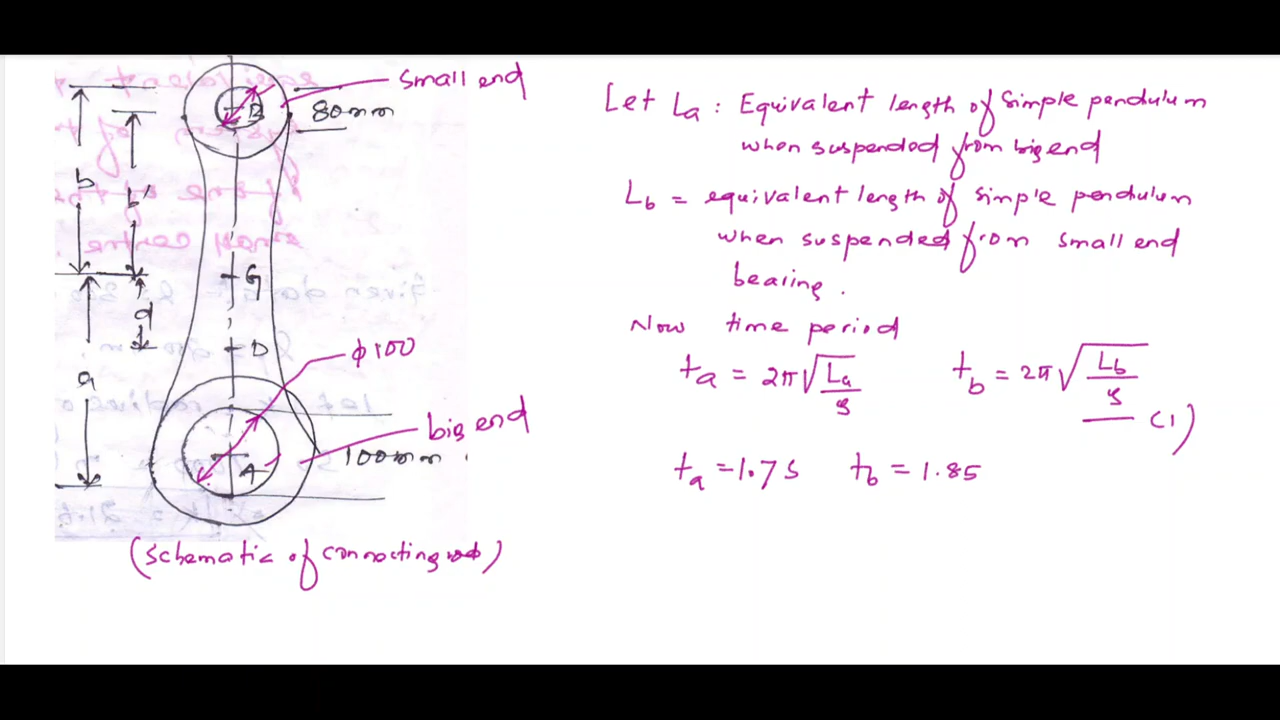 Small end
B
80mm
b
b'
G
d
D
ϕ100
a
big end
A
100mm
(schematic of connecting rod)
Let La : Equivalent length of simple pendulum
when suspended from big end
Lb = equivalent length of simple pendulum
when suspended from small end
bearing.
Now time period
ta = 2π√(La/g) tb = 2π√(Lb/g) — (1)
ta = 1.7 S tb = 1.85